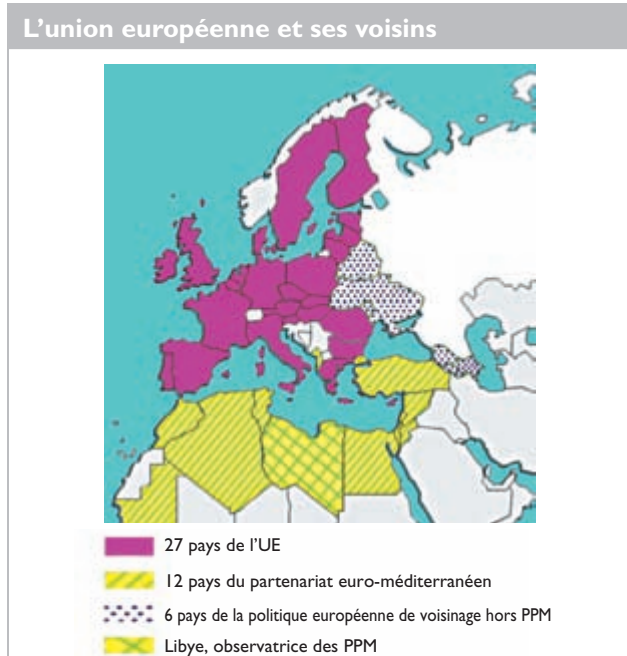 L'union européenne et ses voisins
27 pays de l'UE
12 pays du partenariat euro-méditerranéen
6 pays de la politique européenne de voisinage hors PPM
Libye, observatrice des PPM